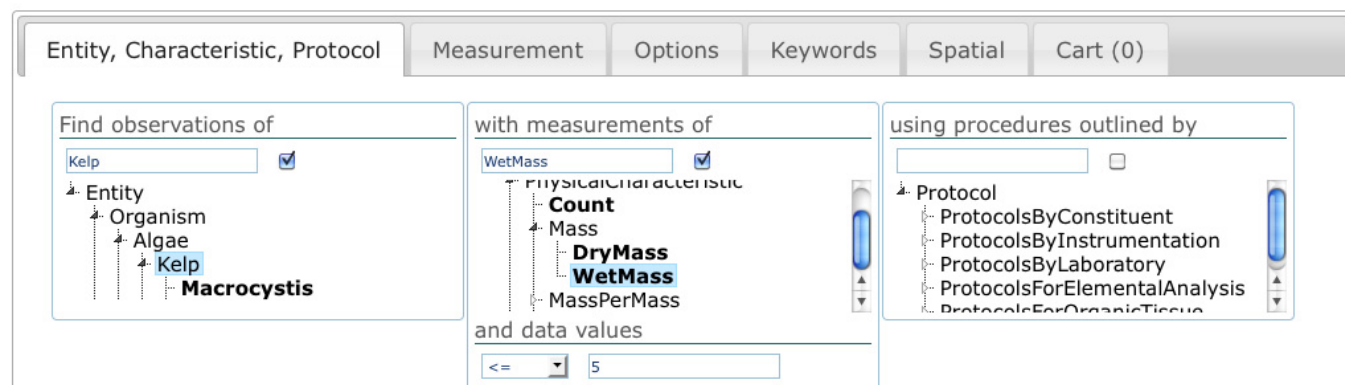 Entity, Characteristic, Protocol Measurement Options Keywords Spatial Cart (0)
Find observations of
Kelp
Entity
Organism
Algae
Kelp
Macrocystis
with measurements of
WetMass
PhysicalCharacteristic
Count
Mass
DryMass
WetMass
MassPerMass
and data values
<= 5
using procedures outlined by
Protocol
ProtocolsByConstituent
ProtocolsByInstrumentation
ProtocolsByLaboratory
ProtocolsForElementalAnalysis
ProtocolsForOrganicTissue